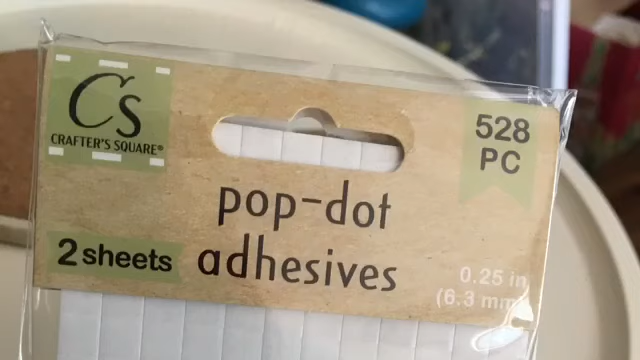 Cs
CRAFTER'S SQUARE®
528
PC
pop-dot
adhesives
2 sheets
0.25 in
(6.3 mm)